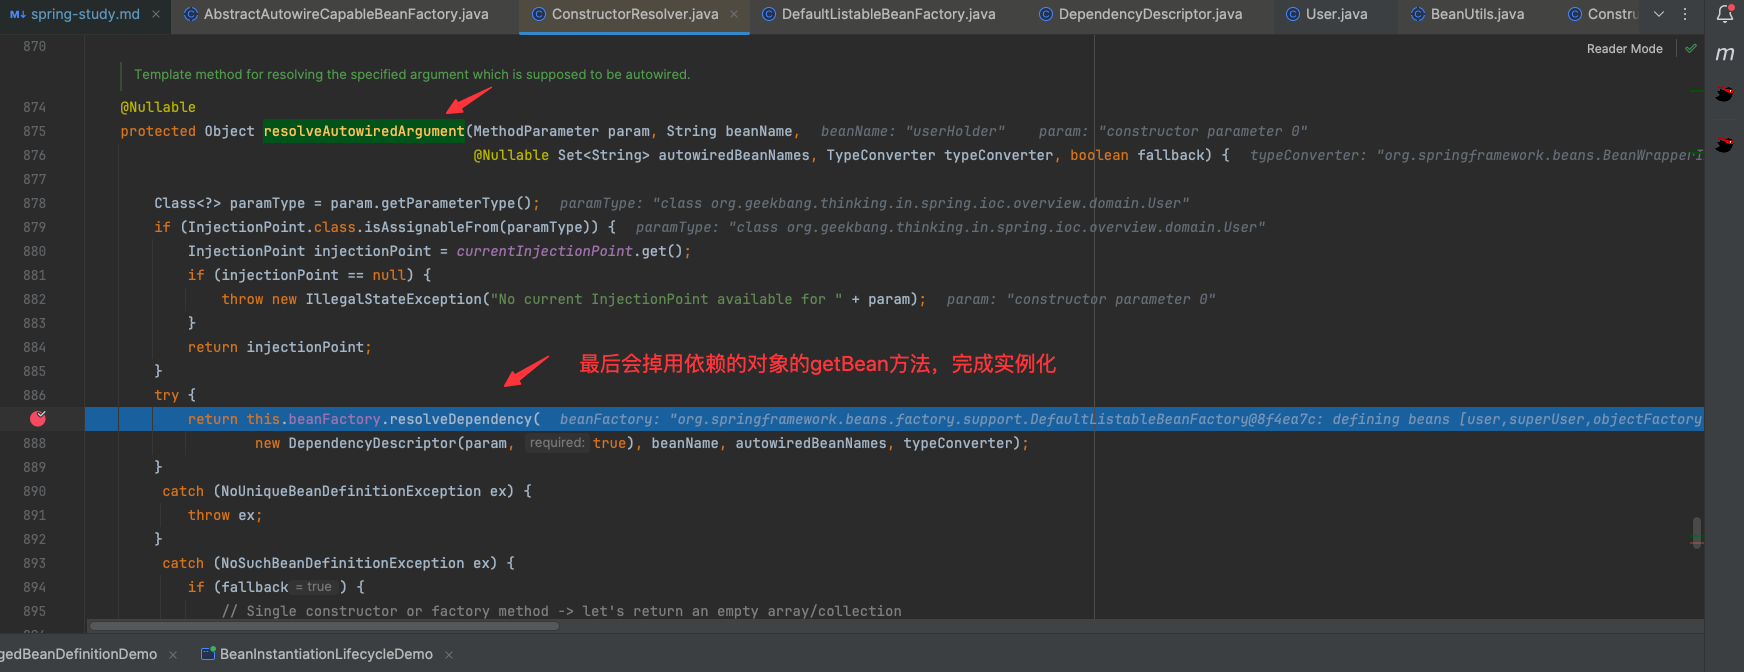 spring-study.md
AbstractAutowireCapableBeanFactory.java
ConstructorResolver.java
DefaultListableBeanFactory.java
DependencyDescriptor.java
User.java
BeanUtils.java
Constru
870
Reader Mode
Template method for resolving the specified argument which is supposed to be autowired.
874 @Nullable
875 protected Object resolveAutowiredArgument(MethodParameter param, String beanName, beanName: "userHolder" param: "constructor parameter 0"
876 @Nullable Set<String> autowiredBeanNames, TypeConverter typeConverter, boolean fallback) { typeConverter: "org.springframework.beans.BeanWrapperI
877
878 Class<?> paramType = param.getParameterType(); paramType: "class org.geekbang.thinking.in.spring.ioc.overview.domain.User"
879 if (InjectionPoint.class.isAssignableFrom(paramType)) { paramType: "class org.geekbang.thinking.in.spring.ioc.overview.domain.User"
880 InjectionPoint injectionPoint = currentInjectionPoint.get();
881 if (injectionPoint == null) {
882 throw new IllegalStateException("No current InjectionPoint available for " + param); param: "constructor parameter 0"
883 }
884 return injectionPoint;
最后会掉用依赖的对象的getBean方法，完成实例化
885 }
886 try {
return this.beanFactory.resolveDependency( beanFactory: "org.springframework.beans.factory.support.DefaultListableBeanFactory@8f4ea7c: defining beans [user,superUser,objectFactory
888 new DependencyDescriptor(param, required: true), beanName, autowiredBeanNames, typeConverter);
889 }
890 catch (NoUniqueBeanDefinitionException ex) {
891 throw ex;
892 }
893 catch (NoSuchBeanDefinitionException ex) {
894 if (fallback = true ) {
895 // Single constructor or factory method -> let's return an empty array/collection
gedBeanDefinitionDemo
BeanInstantiationLifecycleDemo